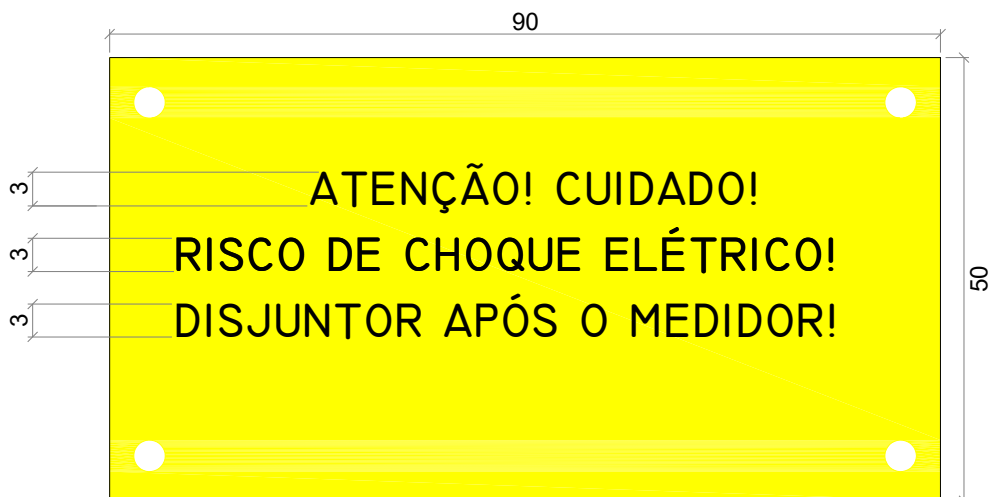 90
3 ATENÇÃO! CUIDADO!
3 RISCO DE CHOQUE ELÉTRICO!
50
3 DISJUNTOR APÓS O MEDIDOR!